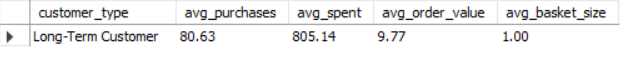 customer_type avg_purchases avg_spent avg_order_value avg_basket_size
Long-Term Customer 80.63 805.14 9.77 1.00